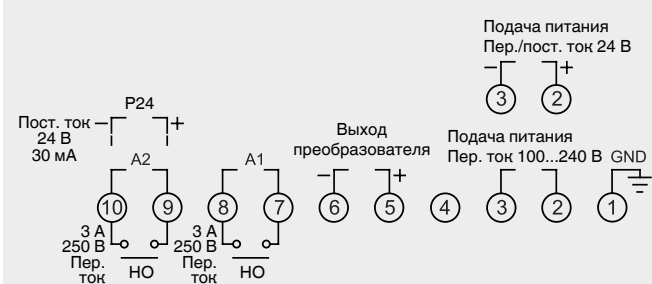 Подача питания
Пер./пост. ток 24 В
− +
3 2
P24
Пост. ток − +
24 В
30 мА
Выход
преобразователя
Подача питания
Пер. ток 100...240 В
GND
A2 A1
− +
10 9 8 7 6 5 4 3 2 1
3 А
250 В
Пер.
ток
НО
3 А
250 В
Пер.
ток
НО